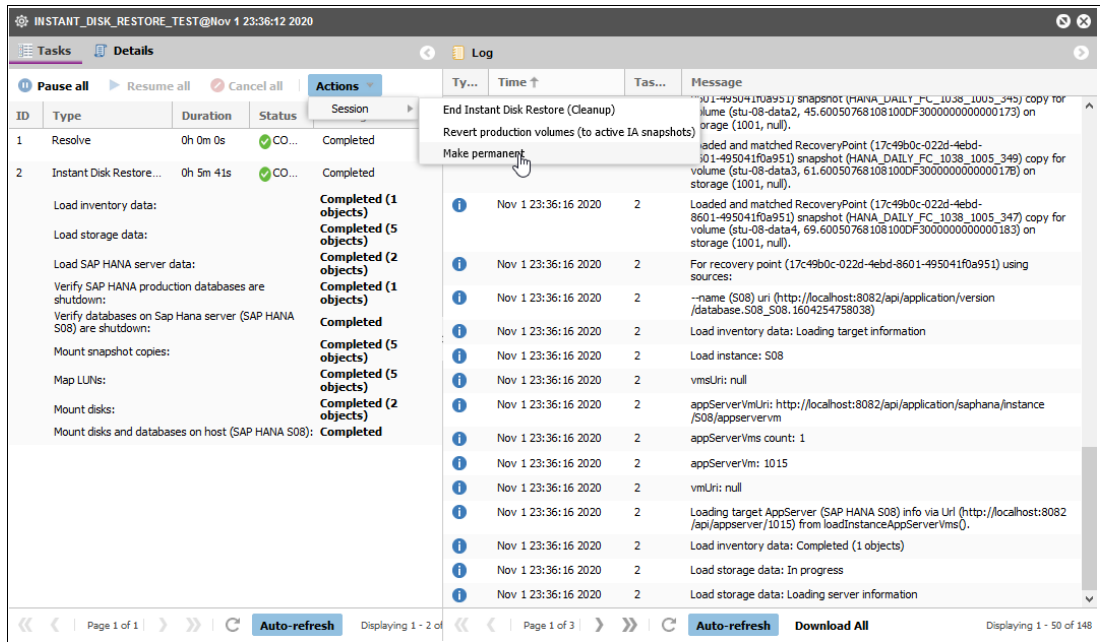 INSTANT_DISK_RESTORE_TEST@Nov 1 23:36:12 2020
Tasks Details
Pause all Resume all Cancel all Actions
ID Type Duration Status
Session
End Instant Disk Restore (Cleanup)
Revert production volumes (to active IA snapshots)
Make permanent
1 Resolve 0h 0m 0s CO... Completed
2 Instant Disk Restore... 0h 5m 41s CO... Completed
Load inventory data: Completed (1
objects)
Load storage data: Completed (5
objects)
Load SAP HANA server data: Completed (2
objects)
Verify SAP HANA production databases are
shutdown: Completed (1
objects)
Verify databases on Sap Hana server (SAP HANA
S08) are shutdown: Completed
Mount snapshot copies: Completed (5
objects)
Map LUNs: Completed (5
objects)
Mount disks: Completed (2
objects)
Mount disks and databases on host (SAP HANA S08): Completed
Page 1 of 1 Auto-refresh Displaying 1 - 2 of
Log
Ty... Time Tas... Message
8601-495041f0a951) snapshot (HANA_DAILY_FC_1038_1005_345) copy for
volume (stu-08-data2, 45.60050768108100DF3000000000000173) on
storage (1001, null).
Loaded and matched RecoveryPoint (17c49b0c-022d-4ebd-
8601-495041f0a951) snapshot (HANA_DAILY_FC_1038_1005_349) copy for
volume (stu-08-data3, 61.60050768108100DF300000000000017B) on
storage (1001, null).
Nov 1 23:36:16 2020 2 Loaded and matched RecoveryPoint (17c49b0c-022d-4ebd-
8601-495041f0a951) snapshot (HANA_DAILY_FC_1038_1005_347) copy for
volume (stu-08-data4, 69.60050768108100DF3000000000000183) on
storage (1001, null).
Nov 1 23:36:16 2020 2 For recovery point (17c49b0c-022d-4ebd-8601-495041f0a951) using
sources:
Nov 1 23:36:16 2020 2 --name (S08) uri (http://localhost:8082/api/application/version
/database.S08_S08.1604254758038)
Nov 1 23:36:16 2020 2 Load inventory data: Loading target information
Nov 1 23:36:16 2020 2 Load instance: S08
Nov 1 23:36:16 2020 2 vmsUri: null
Nov 1 23:36:16 2020 2 appServerVmUri: http://localhost:8082/api/application/saphana/instance
/S08/appservervm
Nov 1 23:36:16 2020 2 appServerVms count: 1
Nov 1 23:36:16 2020 2 appServerVm: 1015
Nov 1 23:36:16 2020 2 vmUri: null
Nov 1 23:36:16 2020 2 Loading target AppServer (SAP HANA S08) info via Url (http://localhost:8082
/api/appserver/1015) from loadInstanceAppServerVms().
Nov 1 23:36:16 2020 2 Load inventory data: Completed (1 objects)
Nov 1 23:36:16 2020 2 Load storage data: In progress
Nov 1 23:36:16 2020 2 Load storage data: Loading server information
Page 1 of 3 Auto-refresh Download All Displaying 1 - 50 of 148